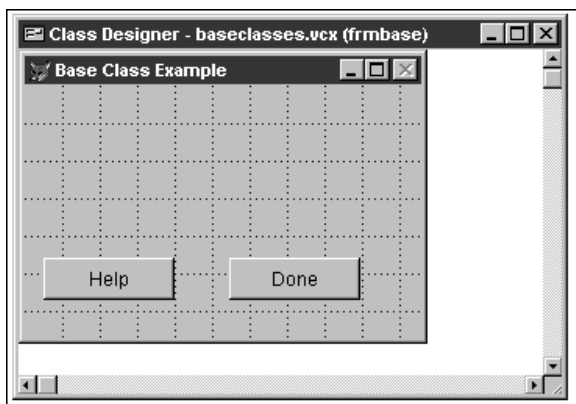 Class Designer - baseclasses.vcx (frmbase)
Base Class Example
Help
Done